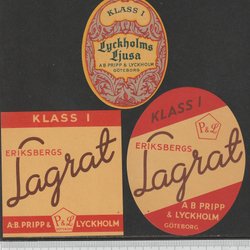 KLASS I
Lyckholms
Ljusa
A.B. PRIPP & LYCKHOLM
GÖTEBORG
KLASS I
ERIKSBERGS
Lagrat
A.B. PRIPP & LYCKHOLM
P&L
KLASS I
P&L
ERIKSBERGS
Lagrat
A B PRIPP
& LYCKHOLM
GÖTEBORG